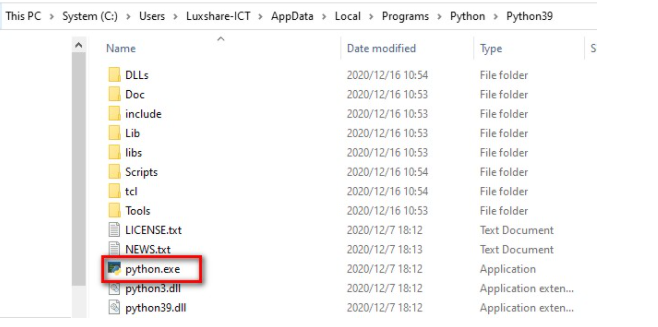 This PC > System (C:) > Users > Luxshare-ICT > AppData > Local > Programs > Python > Python39
Name Date modified Type S
DLLs 2020/12/16 10:54 File folder
Doc 2020/12/16 10:53 File folder
include 2020/12/16 10:53 File folder
Lib 2020/12/16 10:53 File folder
libs 2020/12/16 10:53 File folder
Scripts 2020/12/16 10:54 File folder
tcl 2020/12/16 10:54 File folder
Tools 2020/12/16 10:53 File folder
LICENSE.txt 2020/12/7 18:12 Text Document
NEWS.txt 2020/12/7 18:13 Text Document
python.exe 2020/12/7 18:12 Application
python3.dll 2020/12/7 18:12 Application exten...
python39.dll 2020/12/7 18:12 Application exten...